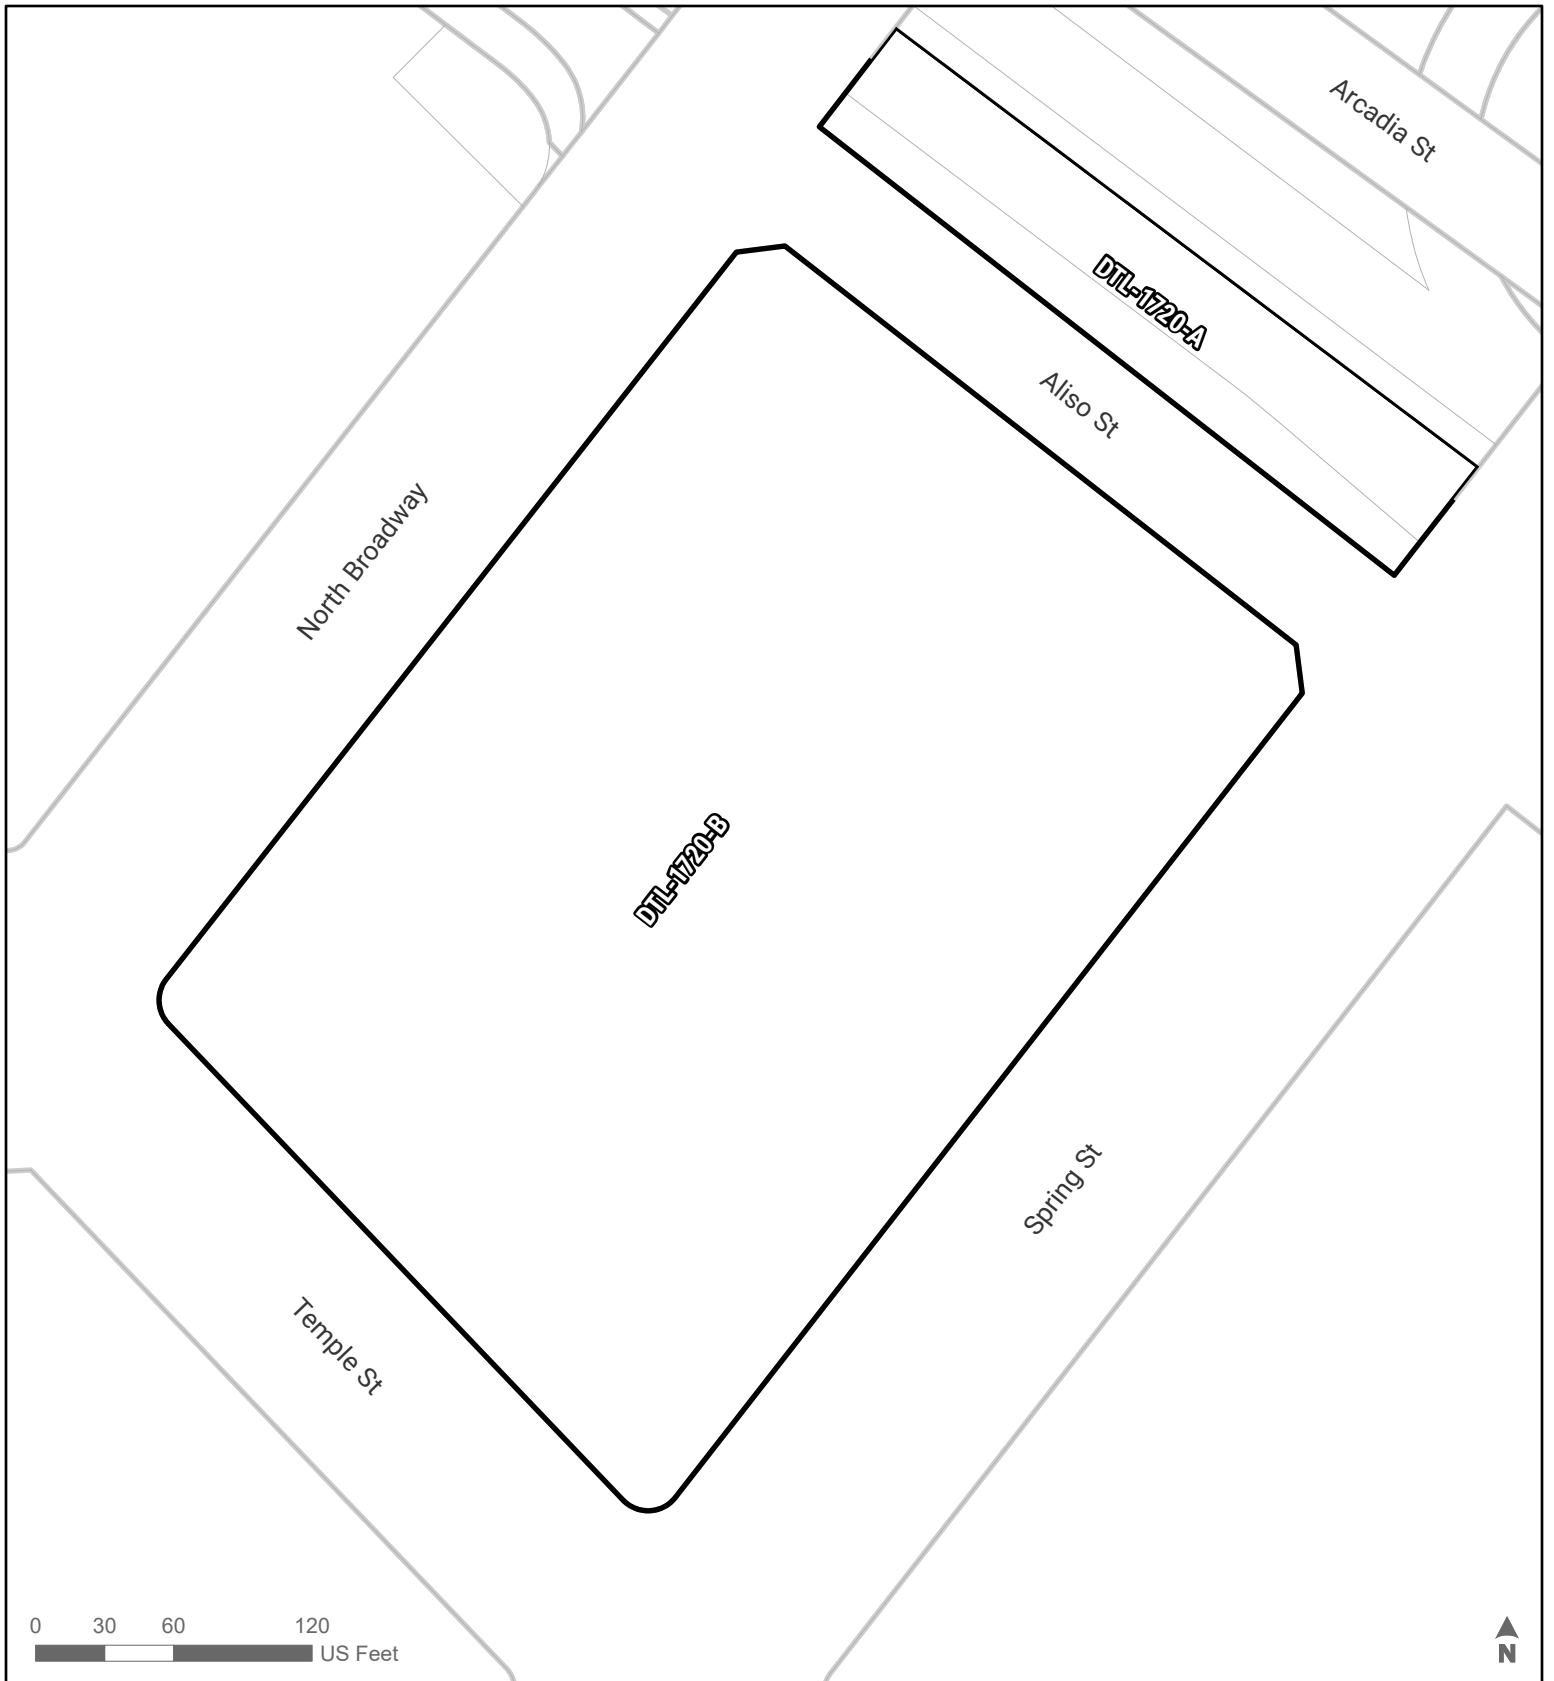 Arcadia St
DTL-1720-A
Aliso St
North Broadway
DTL-1720-B
Spring St
Temple St
0 30 60 120
US Feet
N